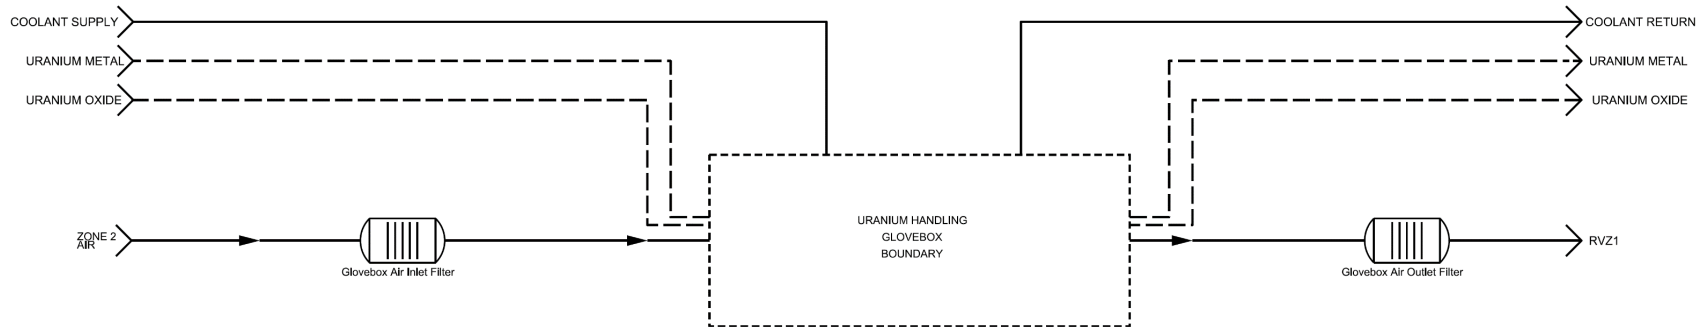 COOLANT SUPPLY
COOLANT RETURN
URANIUM METAL
URANIUM METAL
URANIUM OXIDE
URANIUM OXIDE
ZONE 2
AIR
Glovebox Air Inlet Filter
URANIUM HANDLING
GLOVEBOX
BOUNDARY
Glovebox Air Outlet Filter
RVZ1